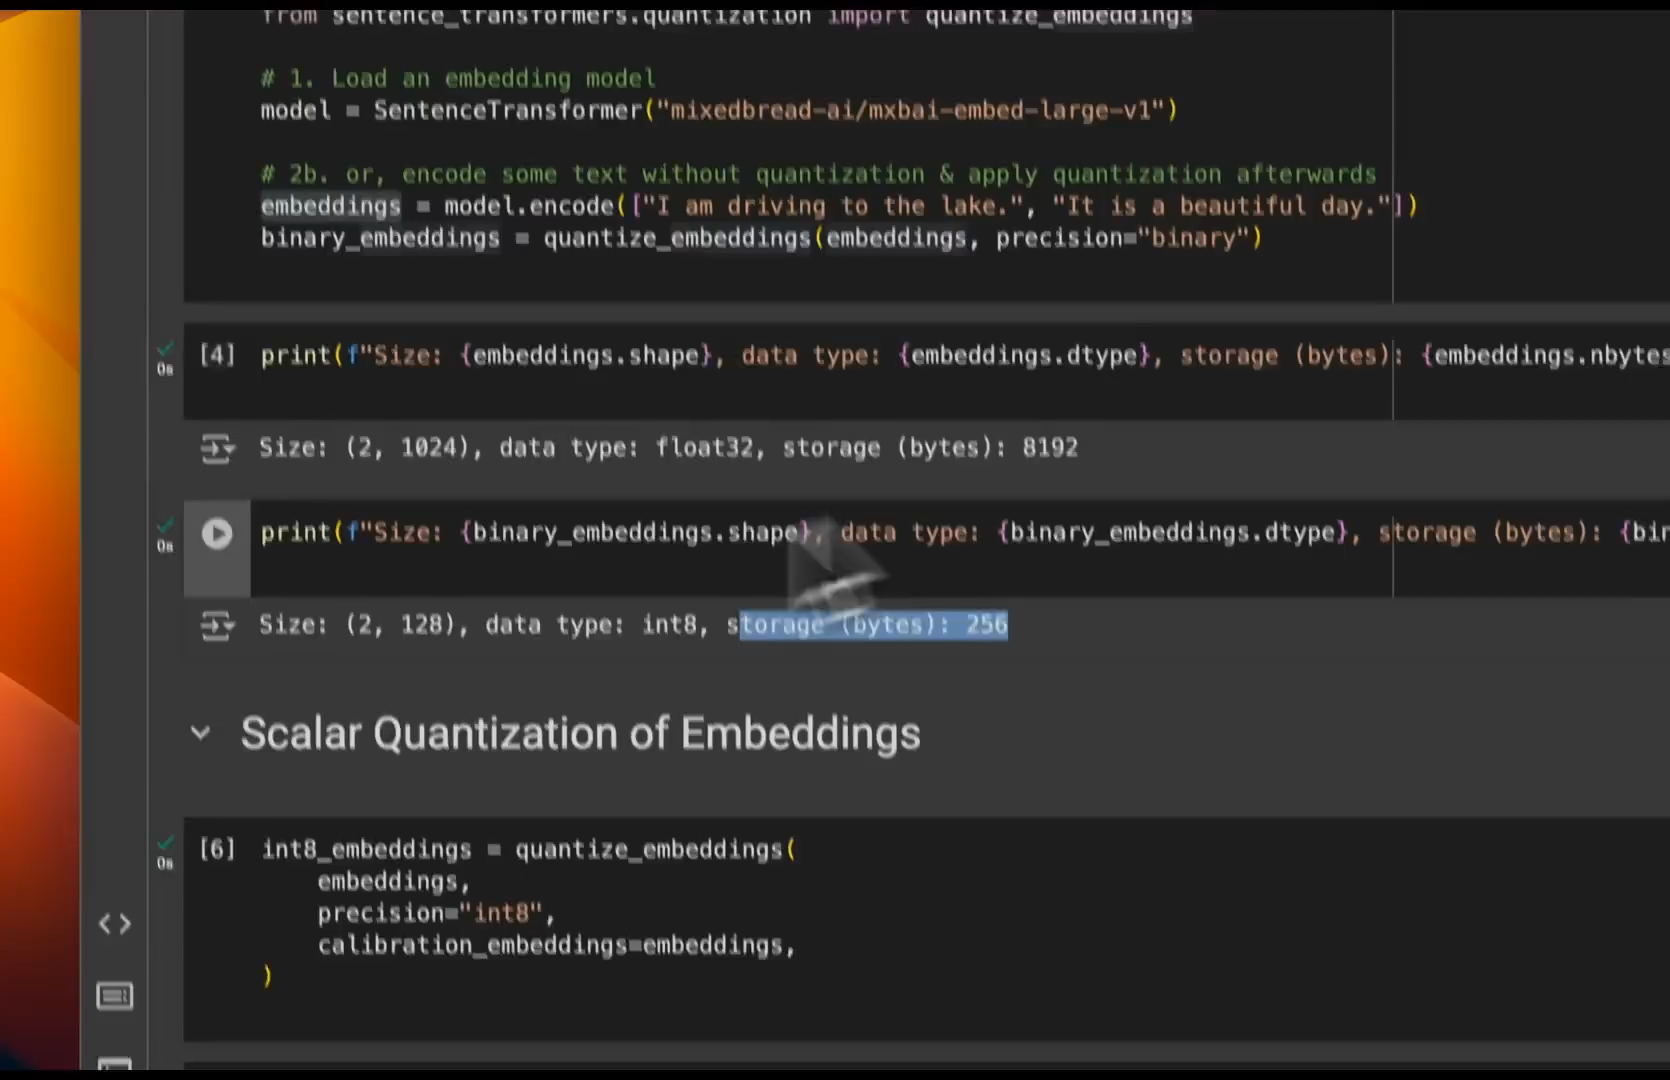 from sentence_transformers.quantization import quantize_embeddings
# 1. Load an embedding model
model = SentenceTransformer("mixedbread-ai/mxbai-embed-large-v1")
# 2b. or, encode some text without quantization & apply quantization afterwards
embeddings = model.encode(["I am driving to the lake.", "It is a beautiful day."])
binary_embeddings = quantize_embeddings(embeddings, precision="binary")
0s [4] print(f"Size: {embeddings.shape}, data type: {embeddings.dtype}, storage (bytes): {embeddings.nbytes
Size: (2, 1024), data type: float32, storage (bytes): 8192
0s print(f"Size: {binary_embeddings.shape}, data type: {binary_embeddings.dtype}, storage (bytes): {bin
Size: (2, 128), data type: int8, storage (bytes): 256
Scalar Quantization of Embeddings
0s [6] int8_embeddings = quantize_embeddings(
embeddings,
precision="int8",
calibration_embeddings=embeddings,
)